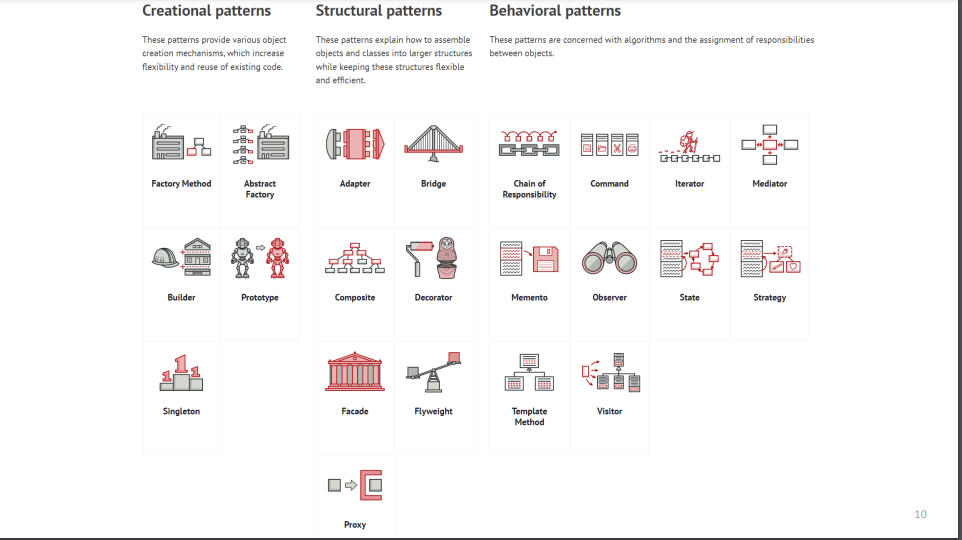 Creational patterns
These patterns provide various object
creation mechanisms, which increase
flexibility and reuse of existing code.
Factory Method
Abstract
Factory
Builder
Prototype
1
1
1
Singleton
Structural patterns
These patterns explain how to assemble
objects and classes into larger structures
while keeping these structures flexible
and efficient.
Adapter
Bridge
Composite
Decorator
Facade
Flyweight
Proxy
Behavioral patterns
These patterns are concerned with algorithms and the assignment of responsibilities
between objects.
Chain of
Responsibility
Command
Iterator
Mediator
Memento
Observer
State
Strategy
Template
Method
Visitor
10